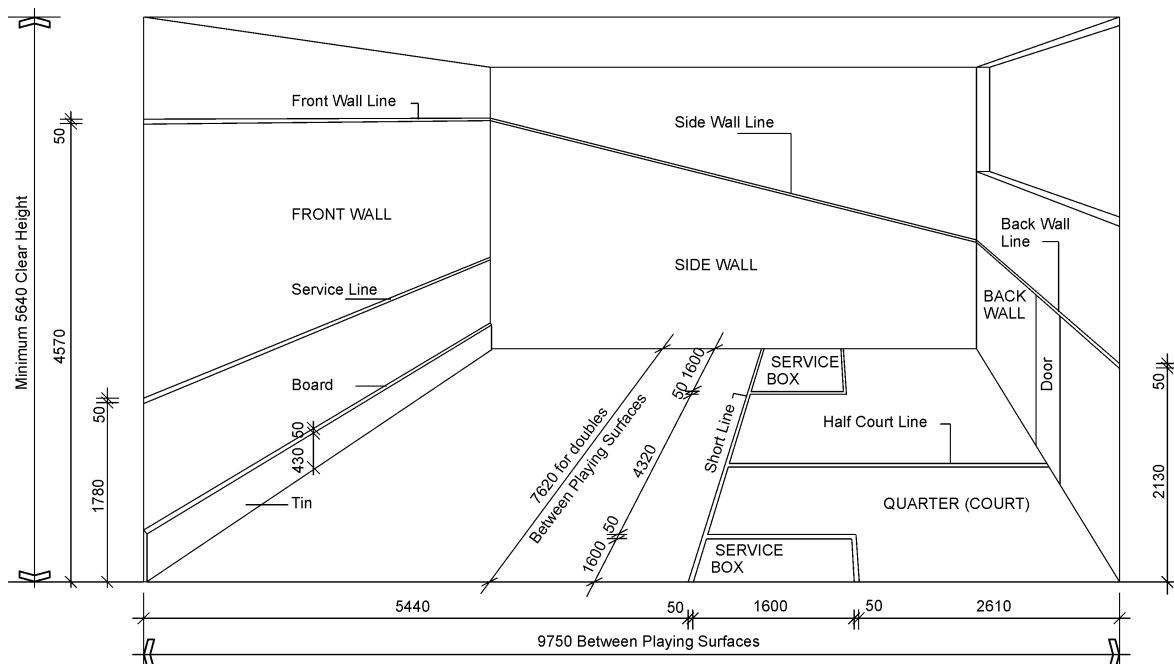 Front Wall Line
50
Side Wall Line
Minimum 5640 Clear Height
FRONT WALL
Back Wall
Line
SIDE WALL
Service Line
BACK
WALL
4570
50
1600
SERVICE
BOX
50
Board
50
Door
50
7620 for doubles
Between Playing Surfaces
Short Line
Half Court Line
430
4320
1780
Tin
QUARTER (COURT)
2130
50
1600
SERVICE
BOX
5440
50
1600
50
2610
9750 Between Playing Surfaces